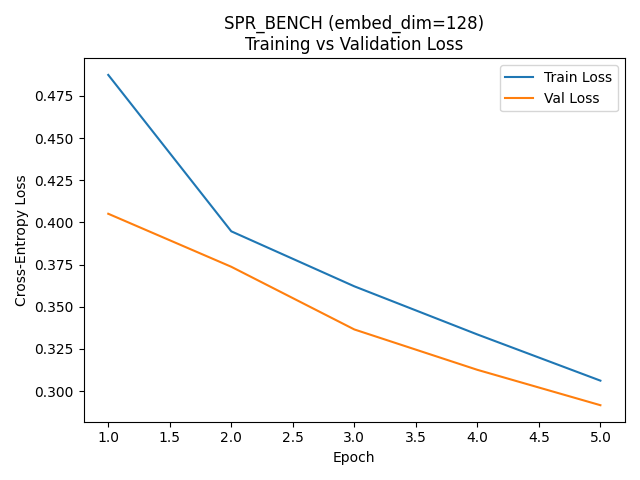 SPR_BENCH (embed_dim=128)
Training vs Validation Loss
Train Loss
Val Loss
Cross-Entropy Loss
0.475
0.450
0.425
0.400
0.375
0.350
0.325
0.300
1.0 1.5 2.0 2.5 3.0 3.5 4.0 4.5 5.0
Epoch